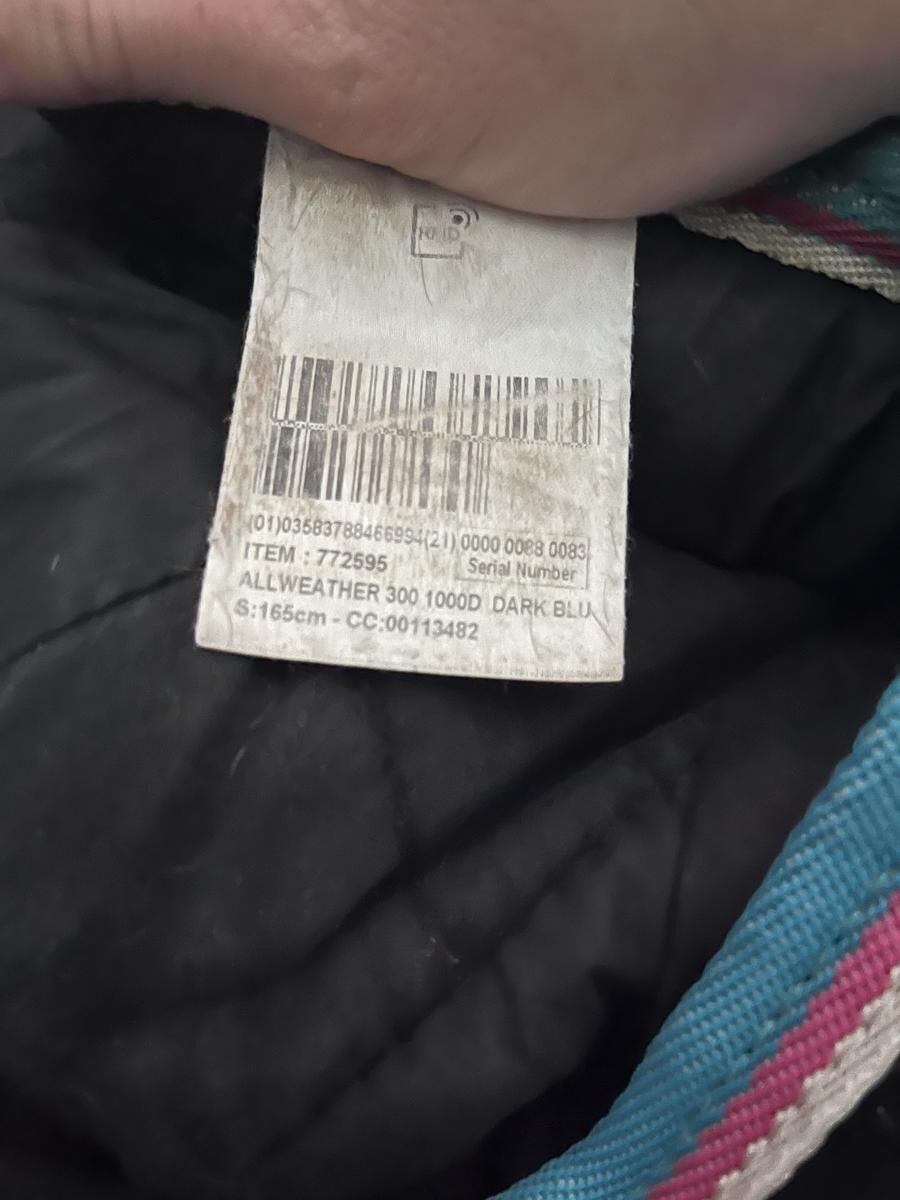 RFID
(01)03583788466994(21) 0000 0088 0083
ITEM : 772595
Serial Number
ALLWEATHER 300 1000D DARK BLU
S:165cm - CC:00113482